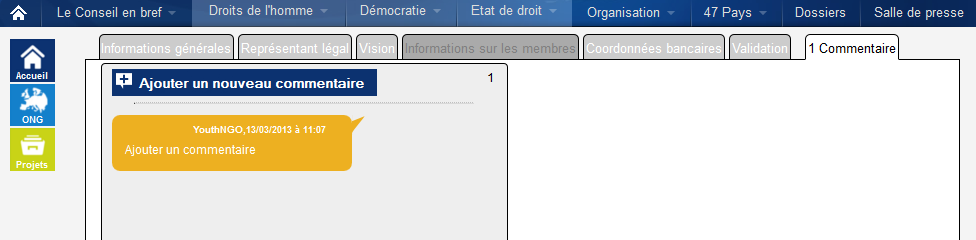 Le Conseil en bref Droits de l'homme Démocratie Etat de droit Organisation 47 Pays Dossiers Salle de presse
Informations générales Représentant légal Vision Informations sur les membres Coordonnées bancaires Validation 1 Commentaire
Accueil
ONG
Projets
Ajouter un nouveau commentaire 1
YouthNGO,13/03/2013 à 11:07
Ajouter un commentaire